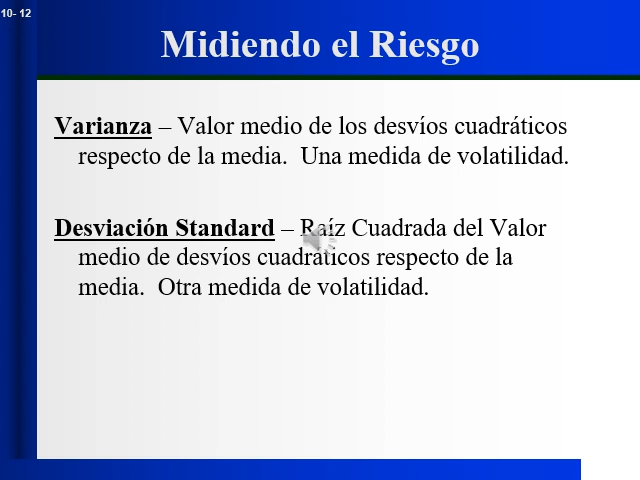 10- 12
Midiendo el Riesgo
Varianza – Valor medio de los desvíos cuadráticos
respecto de la media.  Una medida de volatilidad.
Desviación Standard – Raíz Cuadrada del Valor
medio de desvíos cuadráticos respecto de la
media.  Otra medida de volatilidad.